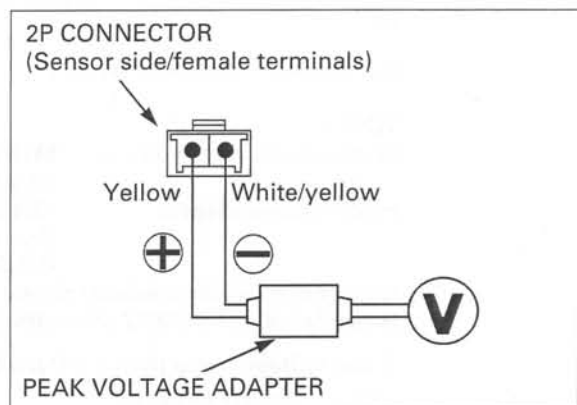 2P CONNECTOR
(Sensor side/female terminals)
Yellow White/yellow
+ −
V
PEAK VOLTAGE ADAPTER